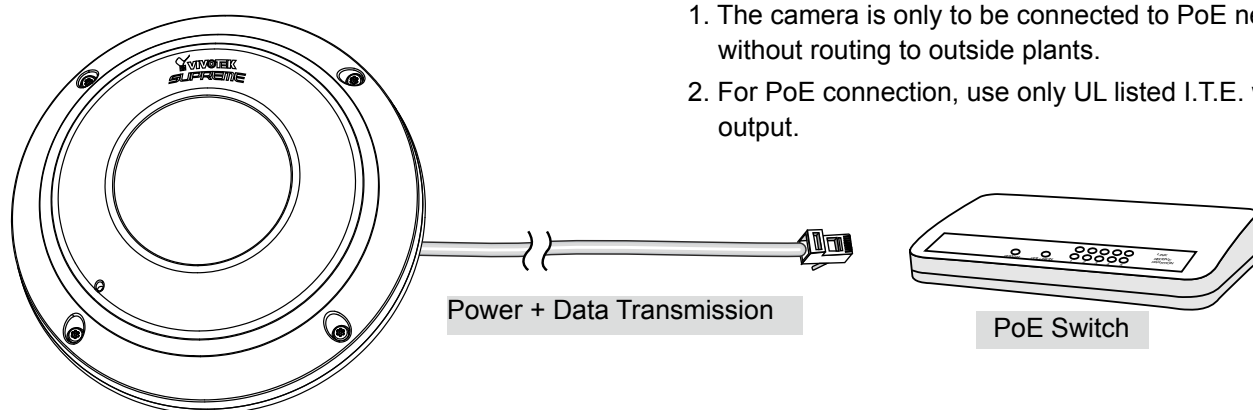 1. The camera is only to be connected to PoE
without routing to outside plants.
2. For PoE connection, use only UL listed I.T.E.
output.
VIVOTEK
SUPREME
Power + Data Transmission
PoE Switch